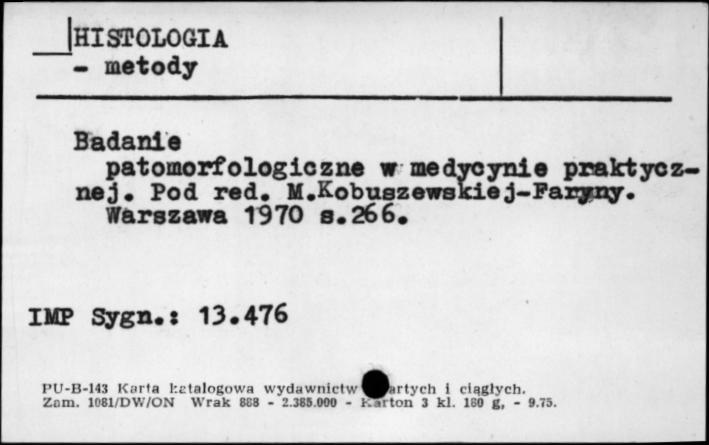 HISTOLOGIA
- metody
Badanie
patomorfologiczne w medycynie praktycz-
nej. Pod red. M.Kobuszewskiej-Faryny.
Warszawa 1970 s.266.
IMP Sygn.: 13.476
PU-B-143 Karta katalogowa wydawnictw artych i ciągłych.
Zam. 1081/DW/ON Wrak 888 - 2.385.000 - Karton 3 kl. 180 g, - 9.75.